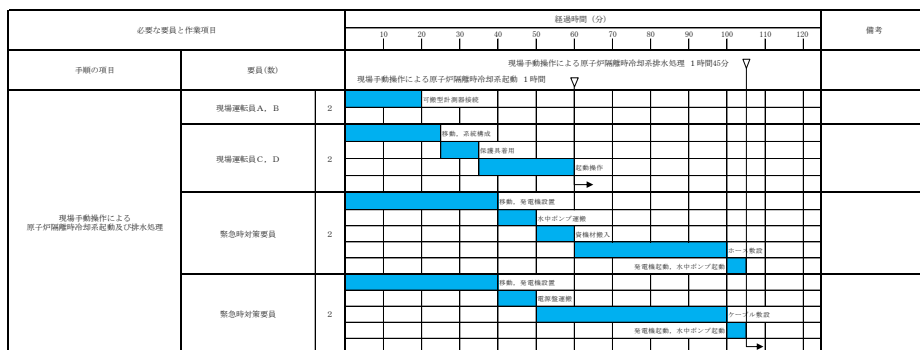 必要な要員と作業項目
経過時間（分）
備考
10 20 30 40 50 60 70 80 90 100 110 120
手順の項目
要員(数)
現場手動操作による原子炉隔離時冷却系排水処理 1時間45分
現場手動操作による原子炉隔離時冷却系起動 1時間
現場手動操作による
原子炉隔離時冷却系起動及び排水処理
現場運転員A，B
2
可搬型計測器接続
現場運転員C，D
2
移動，系統構成
保護具着用
起動操作
緊急時対策要員
2
移動，発電機設置
水中ポンプ運搬
資機材搬入
ホース敷設
発電機起動，水中ポンプ起動
緊急時対策要員
2
移動，発電機設置
電源盤運搬
ケーブル敷設
発電機起動，水中ポンプ起動